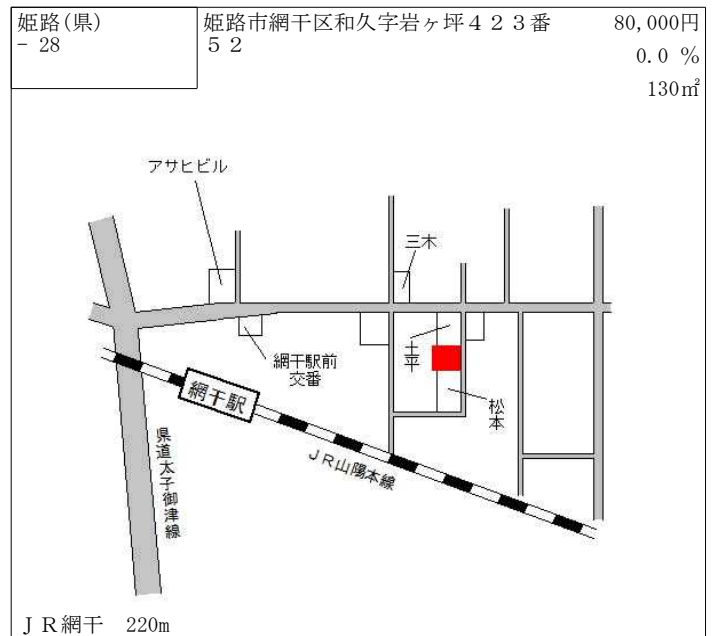 姫路(県)
- 28
姫路市網干区和久字岩ヶ坪４２３番
５２
80,000円
0.0 %
130㎡
アサヒビル
三木
土平
網干駅前
交番
松本
網干駅
ＪＲ山陽本線
県道太子御津線
ＪＲ網干 220m